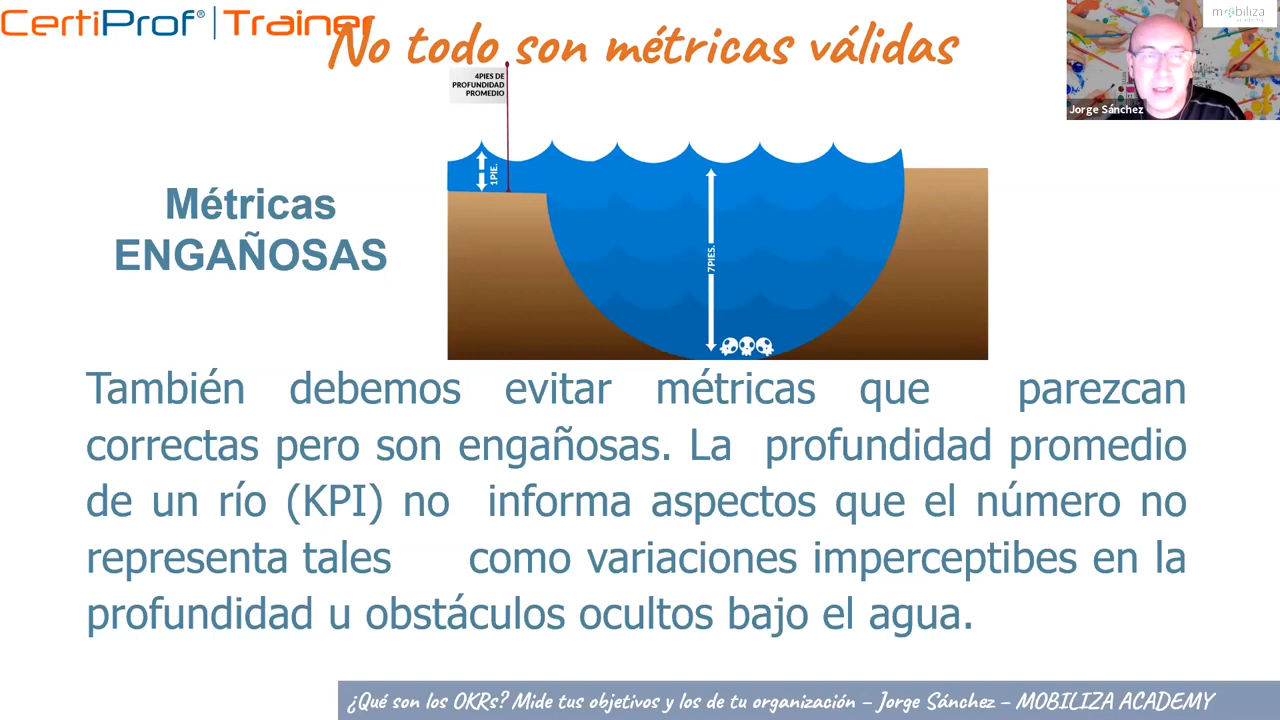 CertiProf® | Trainer
No todo son métricas válidas
mobiliza
academy
Jorge Sánchez
4PIES DE
PROFUNDIDAD
PROMEDIO
1PIE.
7PIES.
Métricas
ENGAÑOSAS
También debemos evitar métricas que parezcan
correctas pero son engañosas. La profundidad promedio
de un río (KPI) no informa aspectos que el número no
representa tales como variaciones imperceptibes en la
profundidad u obstáculos ocultos bajo el agua.
¿Qué son los OKRs? Mide tus objetivos y los de tu organización – Jorge Sánchez – MOBILIZA ACADEMY